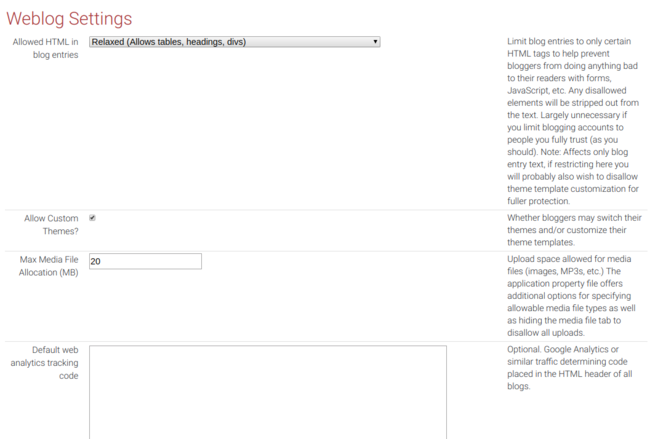 Weblog Settings
Allowed HTML in
blog entries
Relaxed (Allows tables, headings, divs)
Limit blog entries to only certain
HTML tags to help prevent
bloggers from doing anything bad
to their readers with forms,
JavaScript, etc. Any disallowed
elements will be stripped out from
the text. Largely unnecessary if
you limit blogging accounts to
people you fully trust (as you
should). Note: Affects only blog
entry text, if restricting here you
will probably also wish to disallow
theme template customization for
fuller protection.
Allow Custom
Themes?
Whether bloggers may switch their
themes and/or customize their
theme templates.
Max Media File
Allocation (MB)
20
Upload space allowed for media
files (images, MP3s, etc.) The
application property file offers
additional options for specifying
allowable media file types as well
as hiding the media file tab to
disallow all uploads.
Default web
analytics tracking
code
Optional. Google Analytics or
similar traffic determining code
placed in the HTML header of all
blogs.